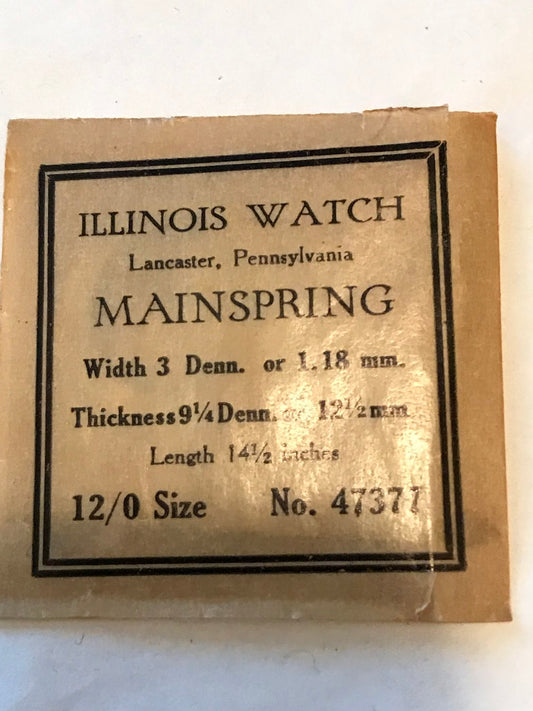 ILLINOIS WATCH
Lancaster, Pennsylvania
MAINSPRING
Width 3 Denn. or 1.18 mm.
Thickness 9¼ Denn. or 12½ mm
Length 14½ inches
12/0 Size No. 47377